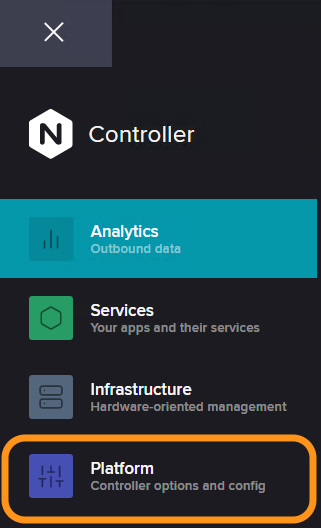 N
Controller
Analytics
Outbound data
Services
Your apps and their services
Infrastructure
Hardware-oriented management
Platform
Controller options and config